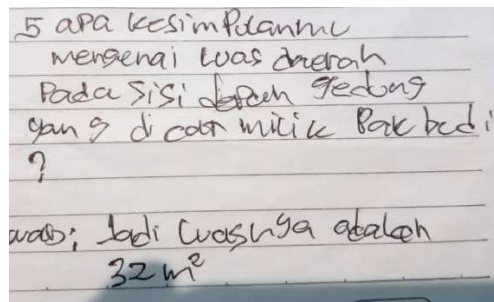 5 apa kesimpulanmu
mengenai luas daerah
Pada sisi depan gedung
yang di cat milik Pak budi
?
wab: Jadi luasnya adalah
32 m²